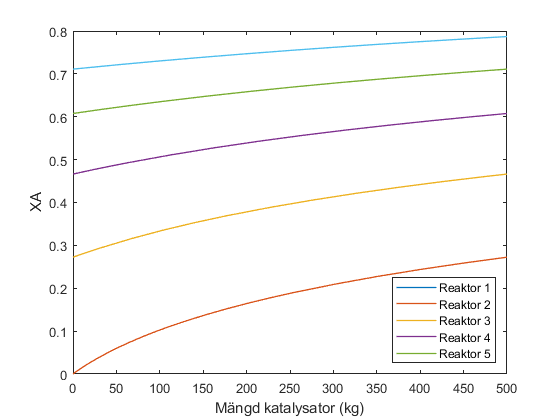 0.8
0.7
0.6
0.5
0.4
0.3
0.2
0.1
0
XA
0 50 100 150 200 250 300 350 400 450 500
Mängd katalysator (kg)
Reaktor 1
Reaktor 2
Reaktor 3
Reaktor 4
Reaktor 5